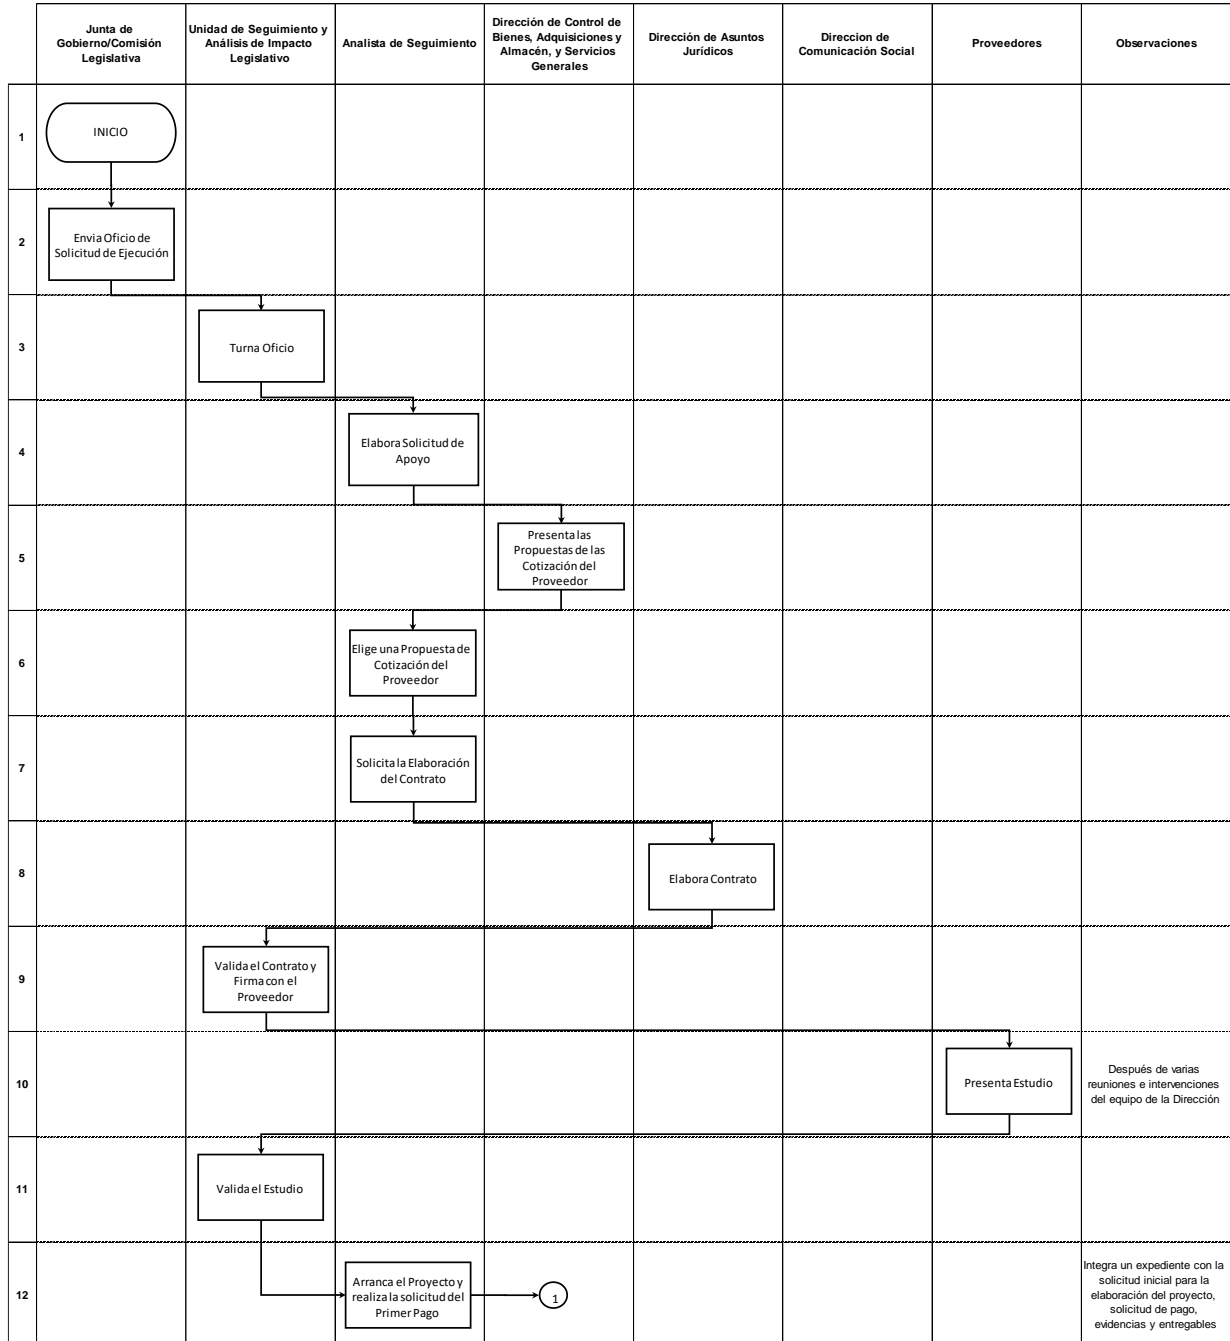 Junta de
Gobierno/Comisión
Legislativa
Unidad de Seguimiento y
Análisis de Impacto
Legislativo
Analista de Seguimiento
Dirección de Control de
Bienes, Adquisiciones y
Almacén, y Servicios
Generales
Dirección de Asuntos
Jurídicos
Direccion de
Comunicación Social
Proveedores
Observaciones
1
INICIO
2
Envia Oficio de
Solicitud de Ejecución
3
Turna Oficio
4
Elabora Solicitud de
Apoyo
5
Presenta las
Propuestas de las
Cotización del
Proveedor
6
Elige una Propuesta de
Cotización del
Proveedor
7
Solicita la Elaboración
del Contrato
8
Elabora Contrato
9
Valida el Contrato y
Firma con el
Proveedor
10
Presenta Estudio
Después de varias
reuniones e intervenciones
del equipo de la Dirección
11
Valida el Estudio
12
Arranca el Proyecto y
realiza la solicitud del
Primer Pago
1
Integra un expediente con la
solicitud inicial para la
elaboración del proyecto,
solicitud de pago,
evidencias y entregables